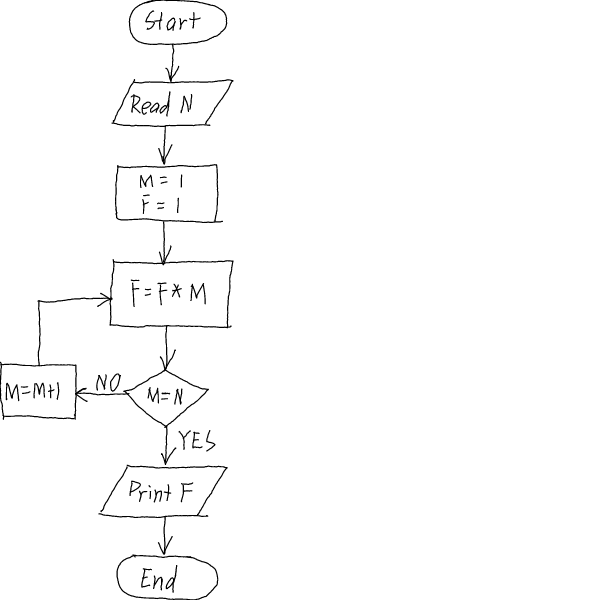 Start
Read N
M = 1
F = 1
F = F * M
M = M+1
NO
M = N
YES
Print F
End